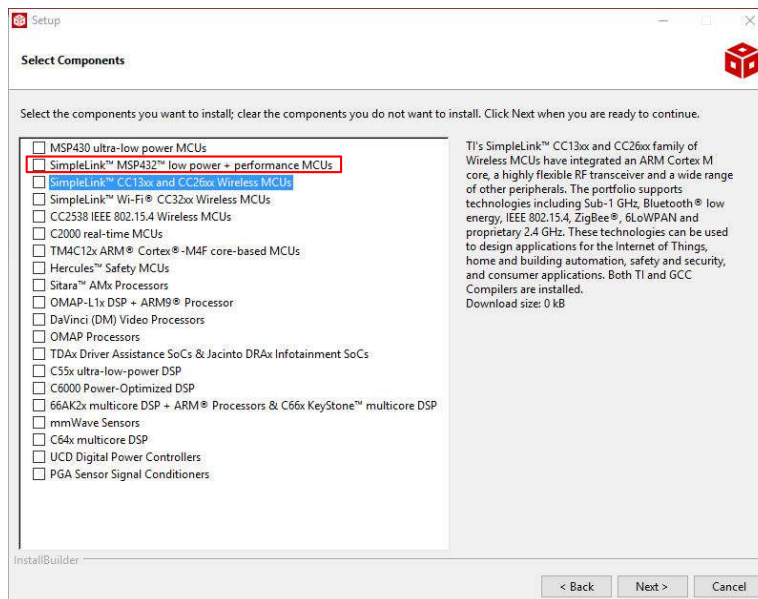 Setup
Select Components
Select the components you want to install; clear the components you do not want to install. Click Next when you are ready to continue.
MSP430 ultra-low power MCUs
SimpleLink™ MSP432™ low power + performance MCUs
SimpleLink™ CC13xx and CC26xx Wireless MCUs
SimpleLink™ Wi-Fi® CC32xx Wireless MCUs
CC2538 IEEE 802.15.4 Wireless MCUs
C2000 real-time MCUs
TM4C12x ARM® Cortex®-M4F core-based MCUs
Hercules™ Safety MCUs
Sitara™ AMx Processors
OMAP-L1x DSP + ARM9® Processor
DaVinci (DM) Video Processors
OMAP Processors
TDAx Driver Assistance SoCs & Jacinto DRAx Infotainment SoCs
C55x ultra-low-power DSP
C6000 Power-Optimized DSP
66AK2x multicore DSP + ARM® Processors & C66x KeyStone™ multicore DSP
mmWave Sensors
C64x multicore DSP
UCD Digital Power Controllers
PGA Sensor Signal Conditioners
TI's SimpleLink™ CC13xx and CC26xx family of
Wireless MCUs have integrated an ARM Cortex M
core, a highly flexible RF transceiver and a wide range
of other peripherals. The portfolio supports
technologies including Sub-1 GHz, Bluetooth® low
energy, IEEE 802.15.4, ZigBee®, 6LoWPAN and
proprietary 2.4 GHz. These technologies can be used
to design applications for the Internet of Things,
home and building automation, safety and security,
and consumer applications. Both TI and GCC
Compilers are installed.
Download size: 0 kB
InstallBuilder
< Back
Next >
Cancel